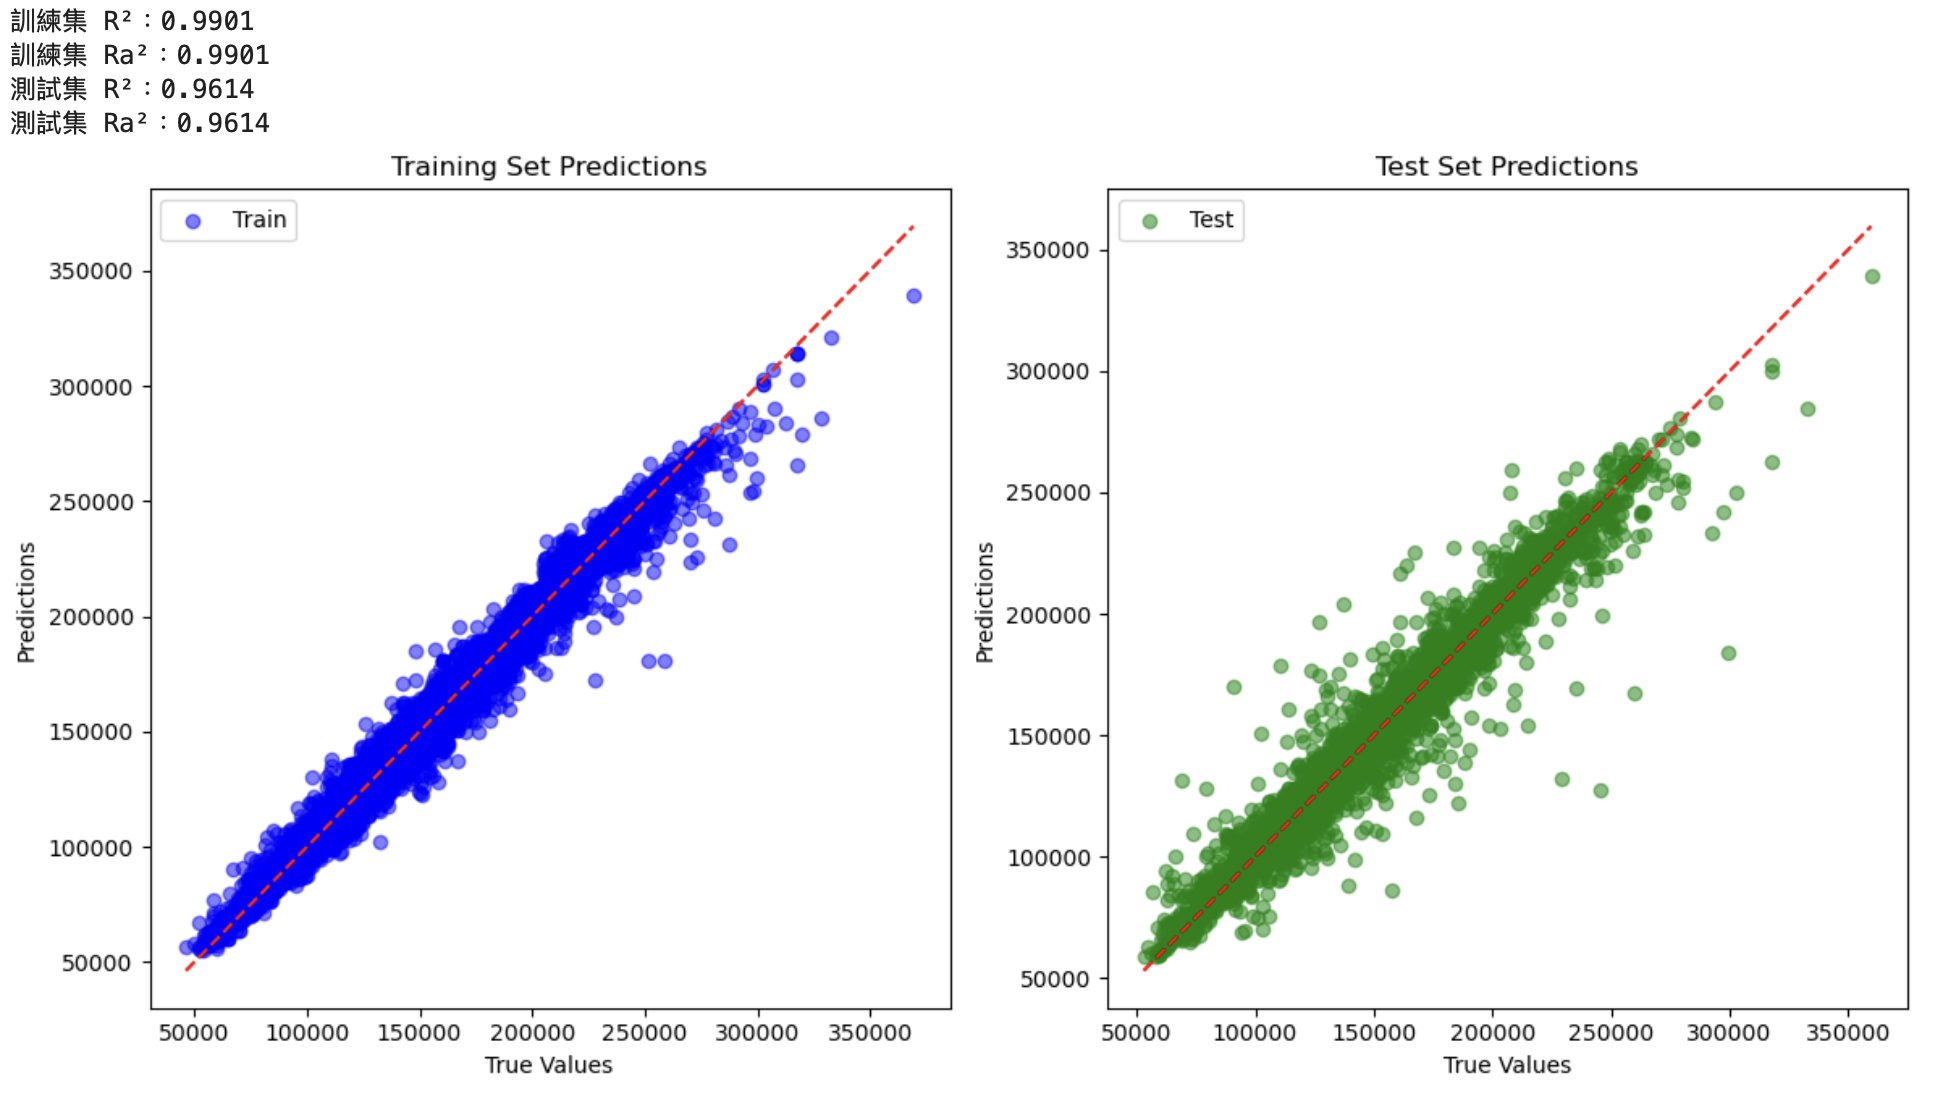 訓練集 R²：0.9901
訓練集 Ra²：0.9901
測試集 R²：0.9614
測試集 Ra²：0.9614
Training Set Predictions
Train
350000
300000
250000
200000
150000
100000
50000
Predictions
50000 100000 150000 200000 250000 300000 350000
True Values
Test Set Predictions
Test
350000
300000
250000
200000
150000
100000
50000
Predictions
50000 100000 150000 200000 250000 300000 350000
True Values